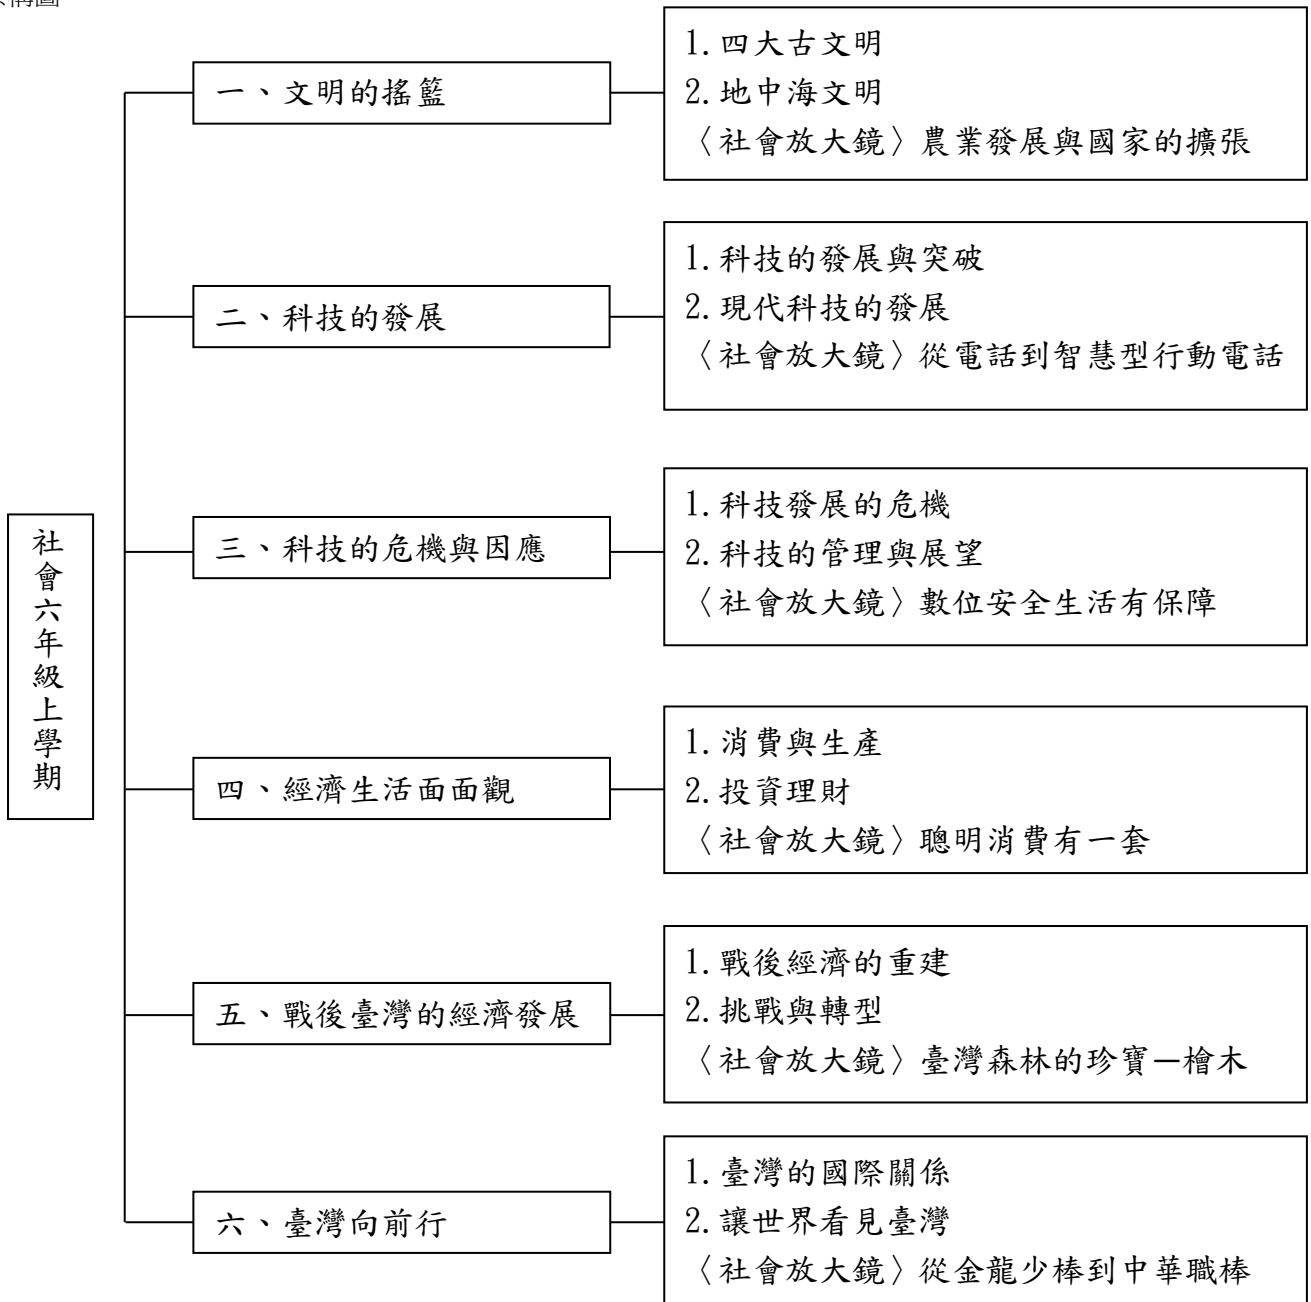 社會六年級上學期
一、文明的搖籃
1.四大古文明
2.地中海文明
〈社會放大鏡〉農業發展與國家的擴張
二、科技的發展
1.科技的發展與突破
2.現代科技的發展
〈社會放大鏡〉從電話到智慧型行動電話
三、科技的危機與因應
1.科技發展的危機
2.科技的管理與展望
〈社會放大鏡〉數位安全生活有保障
四、經濟生活面面觀
1.消費與生產
2.投資理財
〈社會放大鏡〉聰明消費有一套
五、戰後臺灣的經濟發展
1.戰後經濟的重建
2.挑戰與轉型
〈社會放大鏡〉臺灣森林的珍寶—檜木
六、臺灣向前行
1.臺灣的國際關係
2.讓世界看見臺灣
〈社會放大鏡〉從金龍少棒到中華職棒